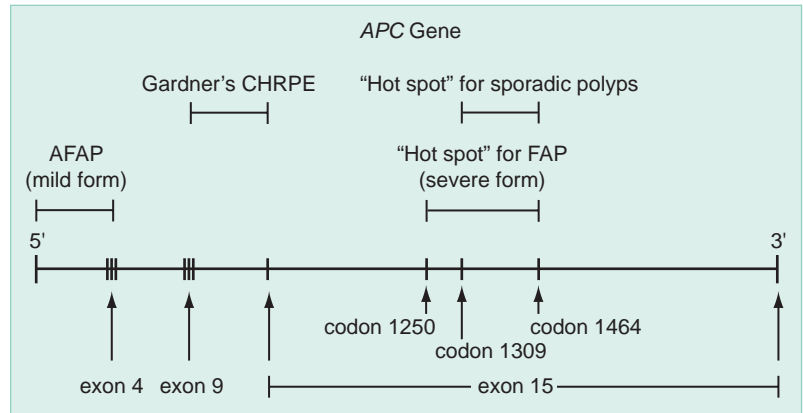 APC Gene
Gardner's CHRPE
"Hot spot" for sporadic polyps
AFAP
(mild form)
"Hot spot" for FAP
(severe form)
5'
3'
codon 1250
codon 1464
codon 1309
exon 4
exon 9
exon 15